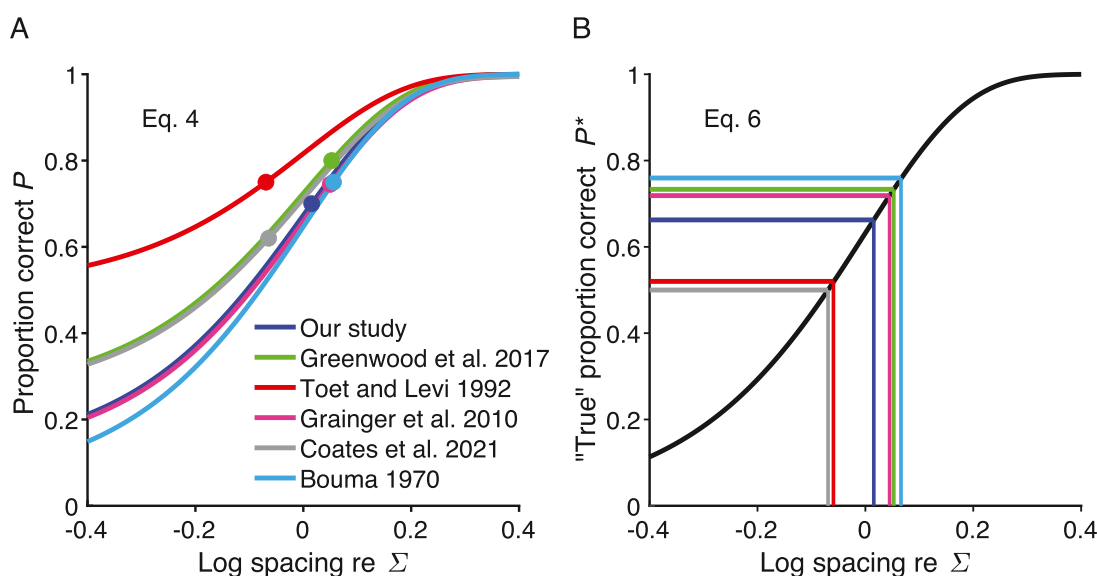 A
Proportion correct P
1
0.8
0.6
0.4
0.2
0
Eq. 4
Our study
Greenwood et al. 2017
Toet and Levi 1992
Grainger et al. 2010
Coates et al. 2021
Bouma 1970
-0.4 -0.2 0 0.2 0.4
Log spacing re Σ
B
"True" proportion correct P*
1
0.8
0.6
0.4
0.2
0
Eq. 6
-0.4 -0.2 0 0.2 0.4
Log spacing re Σ